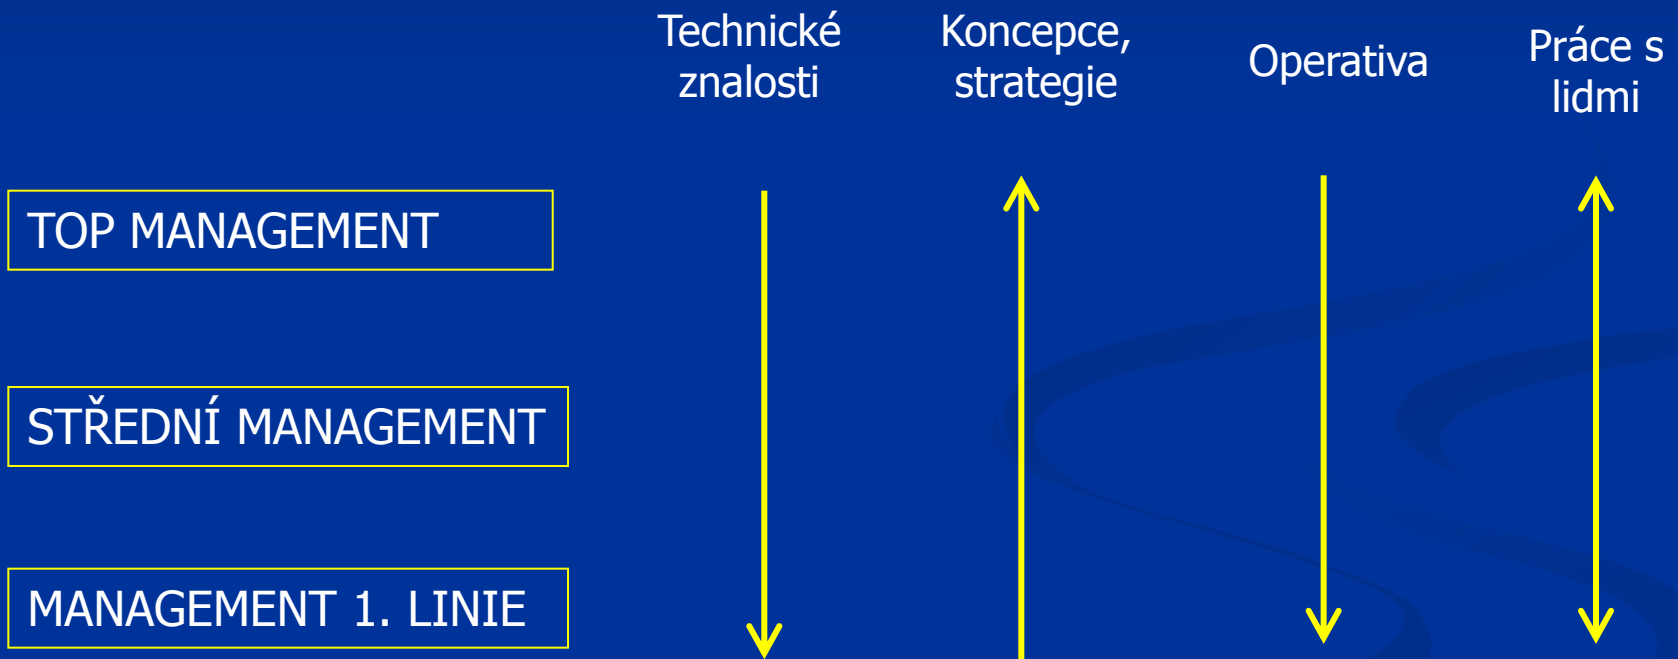 Technické
znalosti
Koncepce,
strategie
Operativa
Práce s
lidmi
TOP MANAGEMENT
STŘEDNÍ MANAGEMENT
MANAGEMENT 1. LINIE